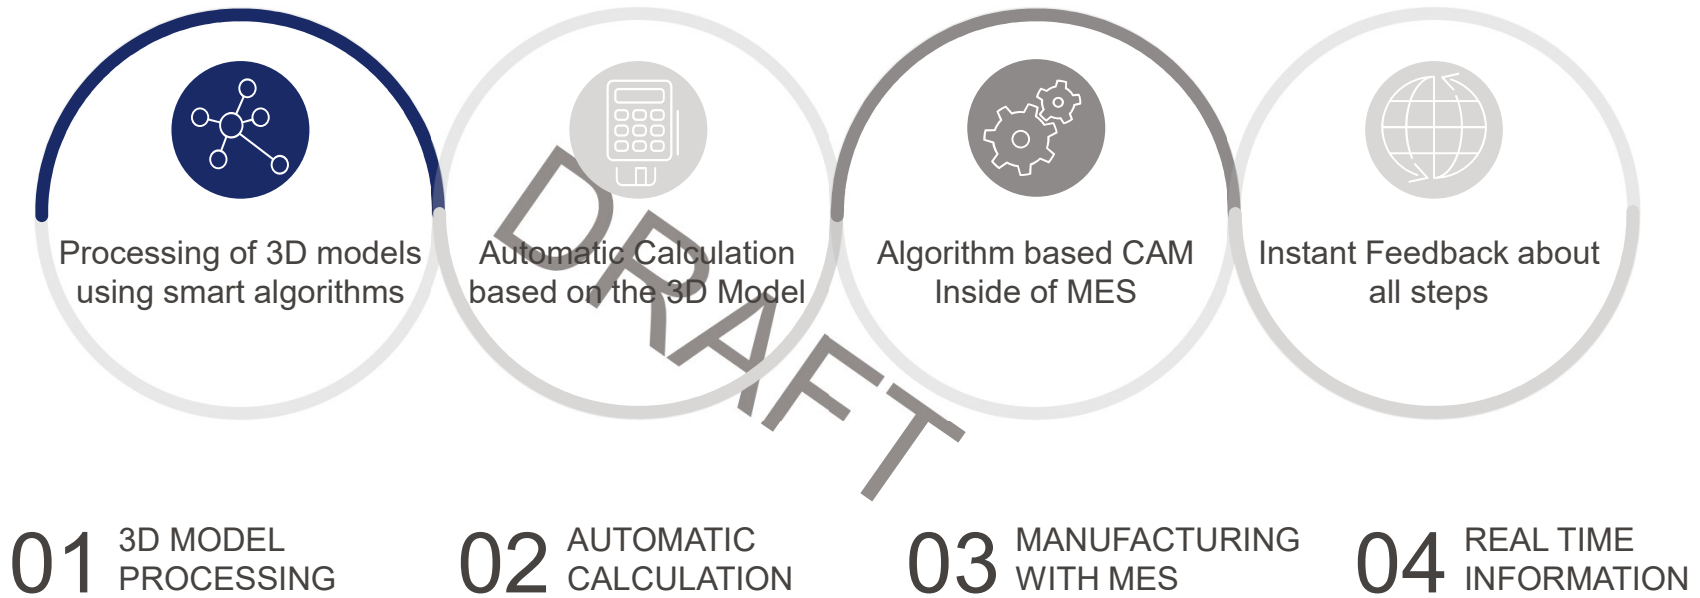 Processing of 3D models
using smart algorithms
Automatic Calculation
based on the 3D Model
Algorithm based CAM
Inside of MES
Instant Feedback about
all steps
DRAFT
01 3D MODEL
PROCESSING
02 AUTOMATIC
CALCULATION
03 MANUFACTURING
WITH MES
04 REAL TIME
INFORMATION